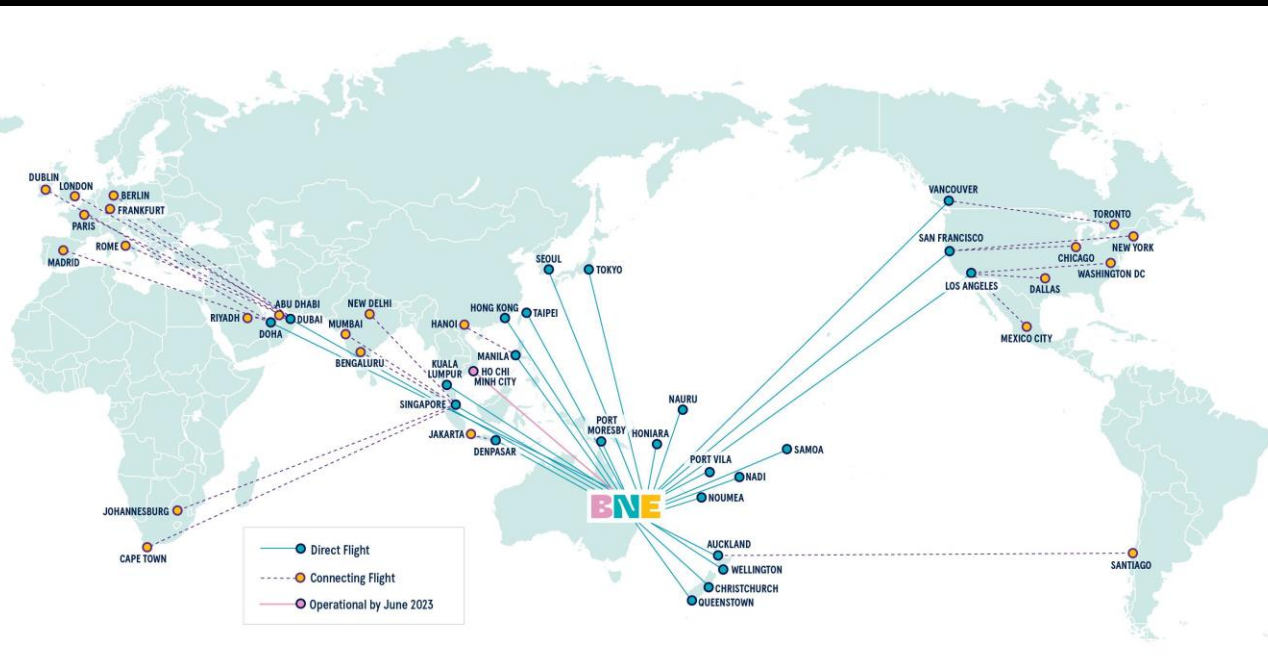 DUBLIN
LONDON
BERLIN
FRANKFURT
PARIS
ROME
MADRID
RIYADH
ABU DHABI
DUBAI
DOHA
NEW DELHI
MUMBAI
BENGALURU
HANOI
HONG KONG
TAIPEI
SEOUL
TOKYO
MANILA
KUALA
LUMPUR
HO CHI
MINH CITY
SINGAPORE
JAKARTA
DENPASAR
PORT
MORESBY
HONIARA
NAURU
PORT VILA
SAMOA
NADI
NOUMEA
BNE
JOHANNESBURG
CAPE TOWN
AUCKLAND
WELLINGTON
CHRISTCHURCH
QUEENSTOWN
SANTIAGO
VANCOUVER
TORONTO
SAN FRANCISCO
NEW YORK
CHICAGO
WASHINGTON DC
LOS ANGELES
DALLAS
MEXICO CITY
Direct Flight
Connecting Flight
Operational by June 2023